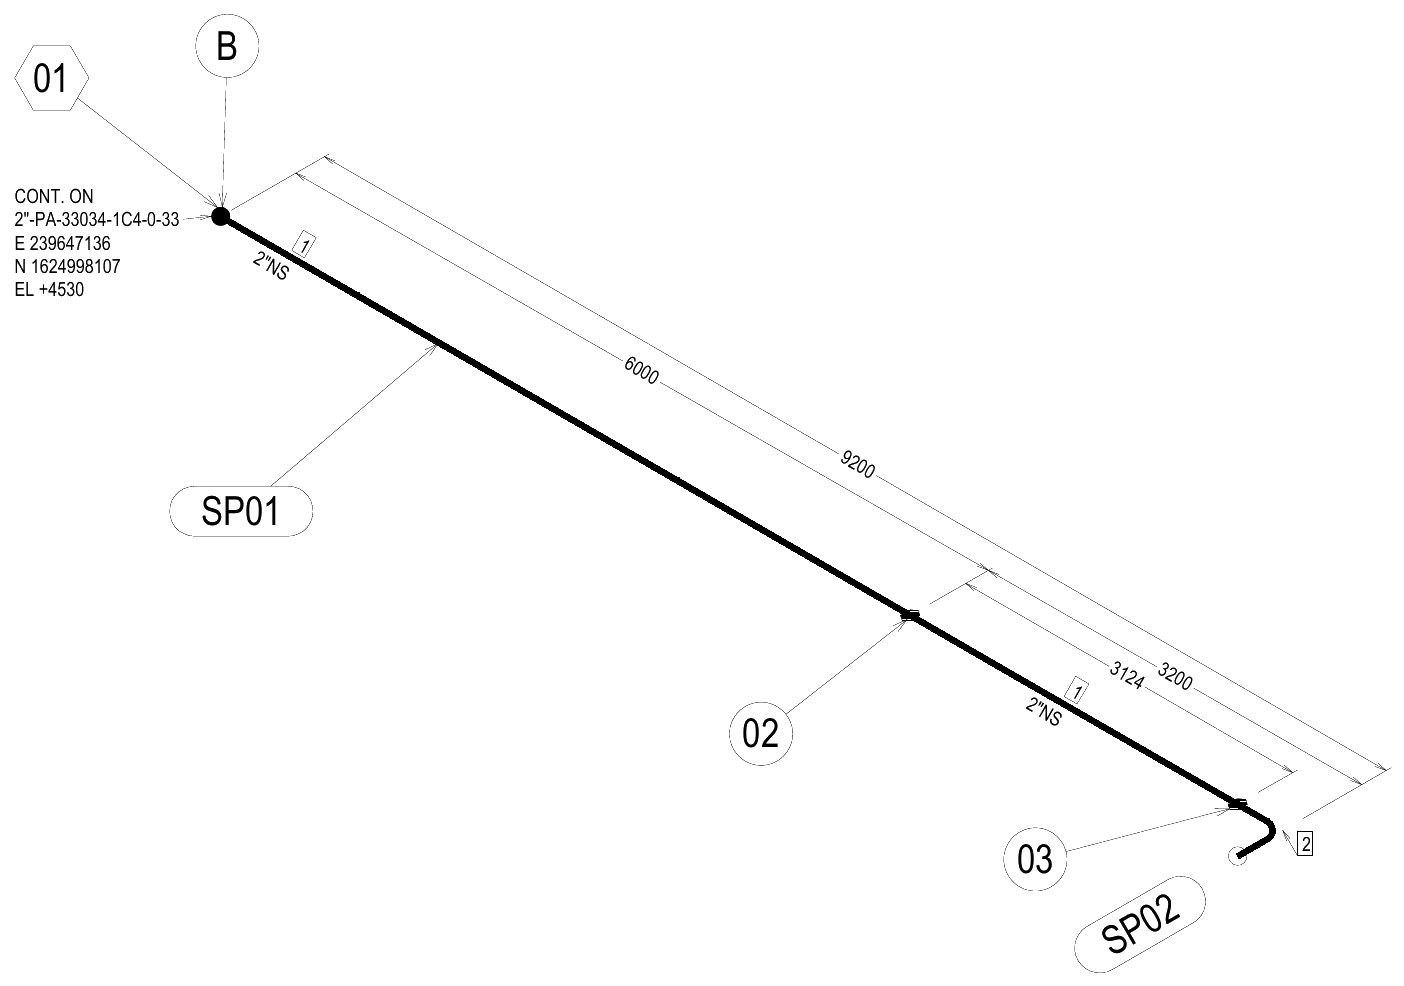 B
01
CONT. ON
2"-PA-33034-1C4-0-33
E 239647136
N 1624998107
EL +4530
1
2"NS
6000
9200
SP01
3124
3200
1
2"NS
02
2
03
SP02